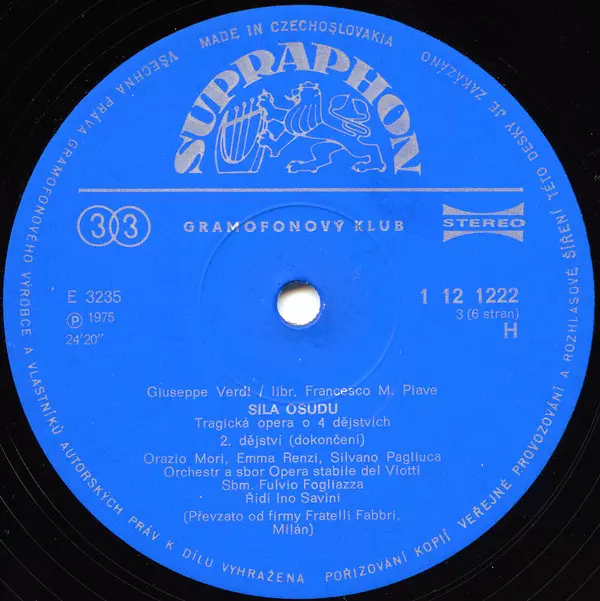 MADE IN CZECHOSLOVAKIA
VŠECHNA PRÁVA GRAMOFONOVÉHO VÝROBCE A VLASTNÍKŮ AUTORSKÝCH PRÁV K DÍLU VYHRAŽENA
POŘIZOVÁNÍ KOPIÍ VEŘEJNÉ PROVOZOVÁNÍ A ROZHLASOVÉ ŠÍŘENÍ TÉTO DESKY JE ZAKÁZÁNO
SUPRAPHON
33
GRAMOFONOVÝ KLUB
STEREO
E 3235
℗ 1975
24'20"
1 12 1222
3 (6 stran)
H
Giuseppe Verdi / libr. Francesco M. Piave
SÍLA OSUDU
Tragická opera o 4 dějstvích
2. dějství (dokončení)
Orazio Mori, Emma Renzi, Silvano Pagliuca
Orchestr a sbor Opera stabile del Viotti
Sbm. Fulvio Fogliazza
Řídí Ino Savini
(Převzato od firmy Fratelli Fabbri,
Milán)